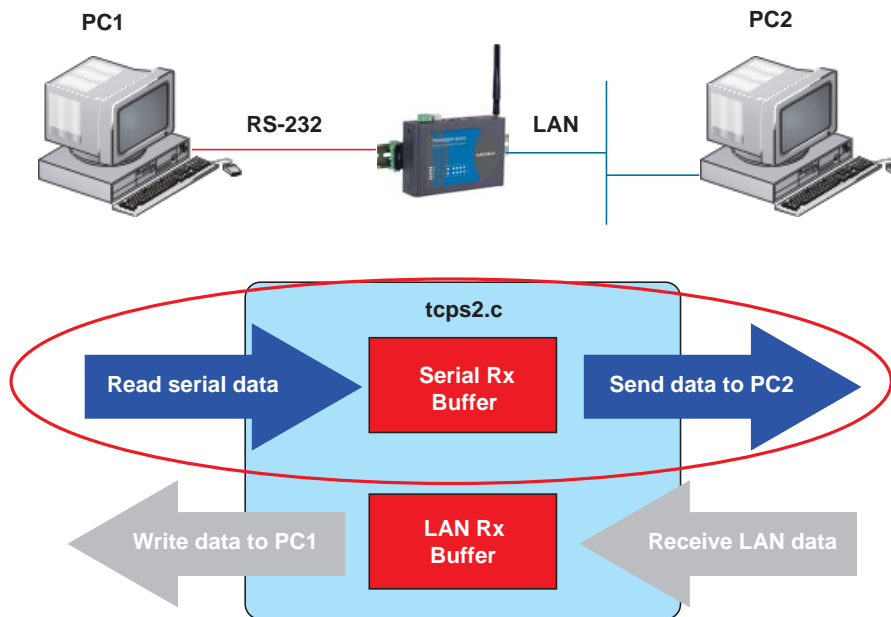 PC1
PC2
RS-232
LAN
MOXA
tcps2.c
Read serial data
Serial Rx
Buffer
Send data to PC2
Write data to PC1
LAN Rx
Buffer
Receive LAN data